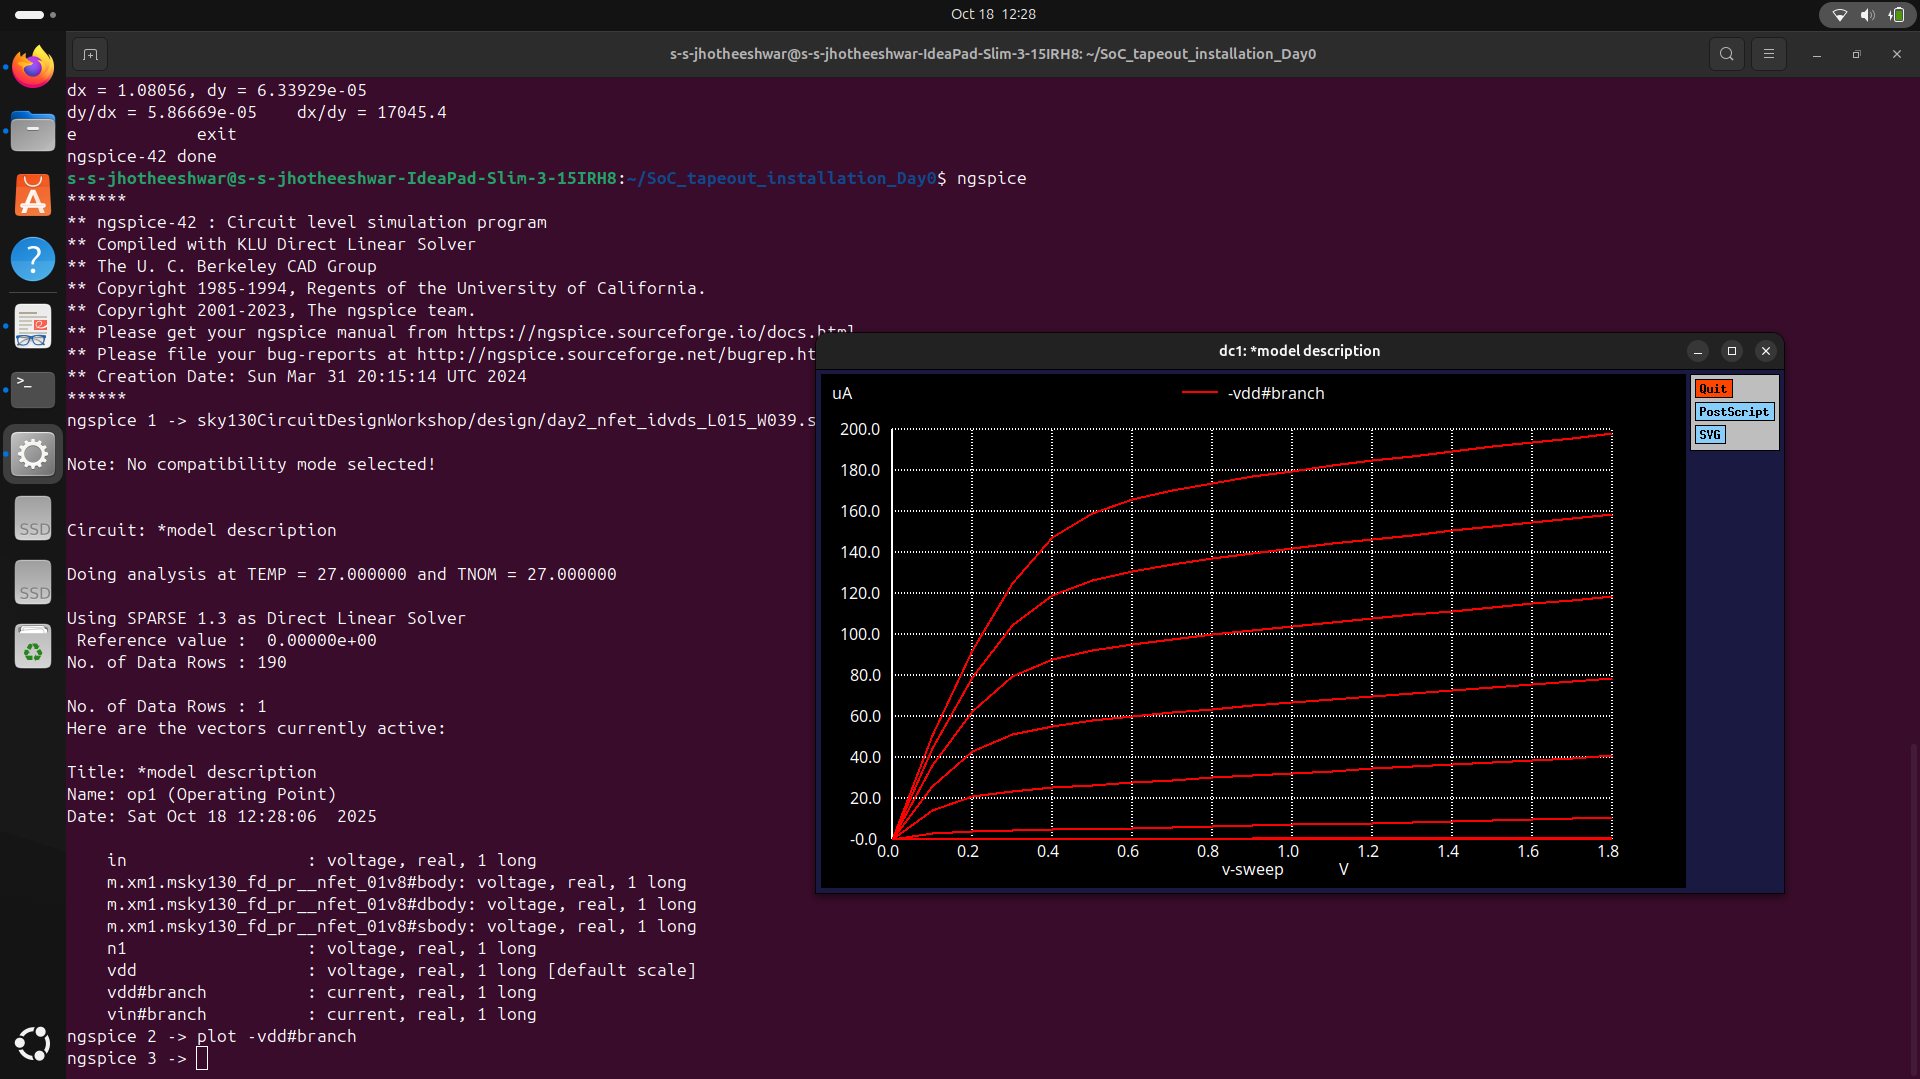 Oct 18  12:28
s-s-jhotheeshwar@s-s-jhotheeshwar-IdeaPad-Slim-3-15IRH8: ~/SoC_tapeout_installation_Day0
dx = 1.08056, dy = 6.33929e-05
dy/dx = 5.86669e-05    dx/dy = 17045.4
e            exit
ngspice-42 done
s-s-jhotheeshwar@s-s-jhotheeshwar-IdeaPad-Slim-3-15IRH8:~/SoC_tapeout_installation_Day0$ ngspice
******
** ngspice-42 : Circuit level simulation program
** Compiled with KLU Direct Linear Solver
** The U. C. Berkeley CAD Group
** Copyright 1985-1994, Regents of the University of California.
** Copyright 2001-2023, The ngspice team.
** Please get your ngspice manual from https://ngspice.sourceforge.io/docs.html
** Please file your bug-reports at http://ngspice.sourceforge.net/bugrep.ht
** Creation Date: Sun Mar 31 20:15:14 UTC 2024
******
ngspice 1 -> sky130CircuitDesignWorkshop/design/day2_nfet_idvds_L015_W039.s
Note: No compatibility mode selected!
Circuit: *model description
Doing analysis at TEMP = 27.000000 and TNOM = 27.000000
Using SPARSE 1.3 as Direct Linear Solver
 Reference value :  0.00000e+00
No. of Data Rows : 190
No. of Data Rows : 1
Here are the vectors currently active:
Title: *model description
Name: op1 (Operating Point)
Date: Sat Oct 18 12:28:06  2025
    in                  : voltage, real, 1 long
    m.xm1.msky130_fd_pr__nfet_01v8#body: voltage, real, 1 long
    m.xm1.msky130_fd_pr__nfet_01v8#dbody: voltage, real, 1 long
    m.xm1.msky130_fd_pr__nfet_01v8#sbody: voltage, real, 1 long
    n1                  : voltage, real, 1 long
    vdd                 : voltage, real, 1 long [default scale]
    vdd#branch          : current, real, 1 long
    vin#branch          : current, real, 1 long
ngspice 2 -> plot -vdd#branch
ngspice 3 ->
SSD
SSD
dc1: *model description
uA
-vdd#branch
Quit
PostScript
SVG
200.0
180.0
160.0
140.0
120.0
100.0
80.0
60.0
40.0
20.0
-0.0
0.0 0.2 0.4 0.6 0.8 1.0 1.2 1.4 1.6 1.8
v-sweep V